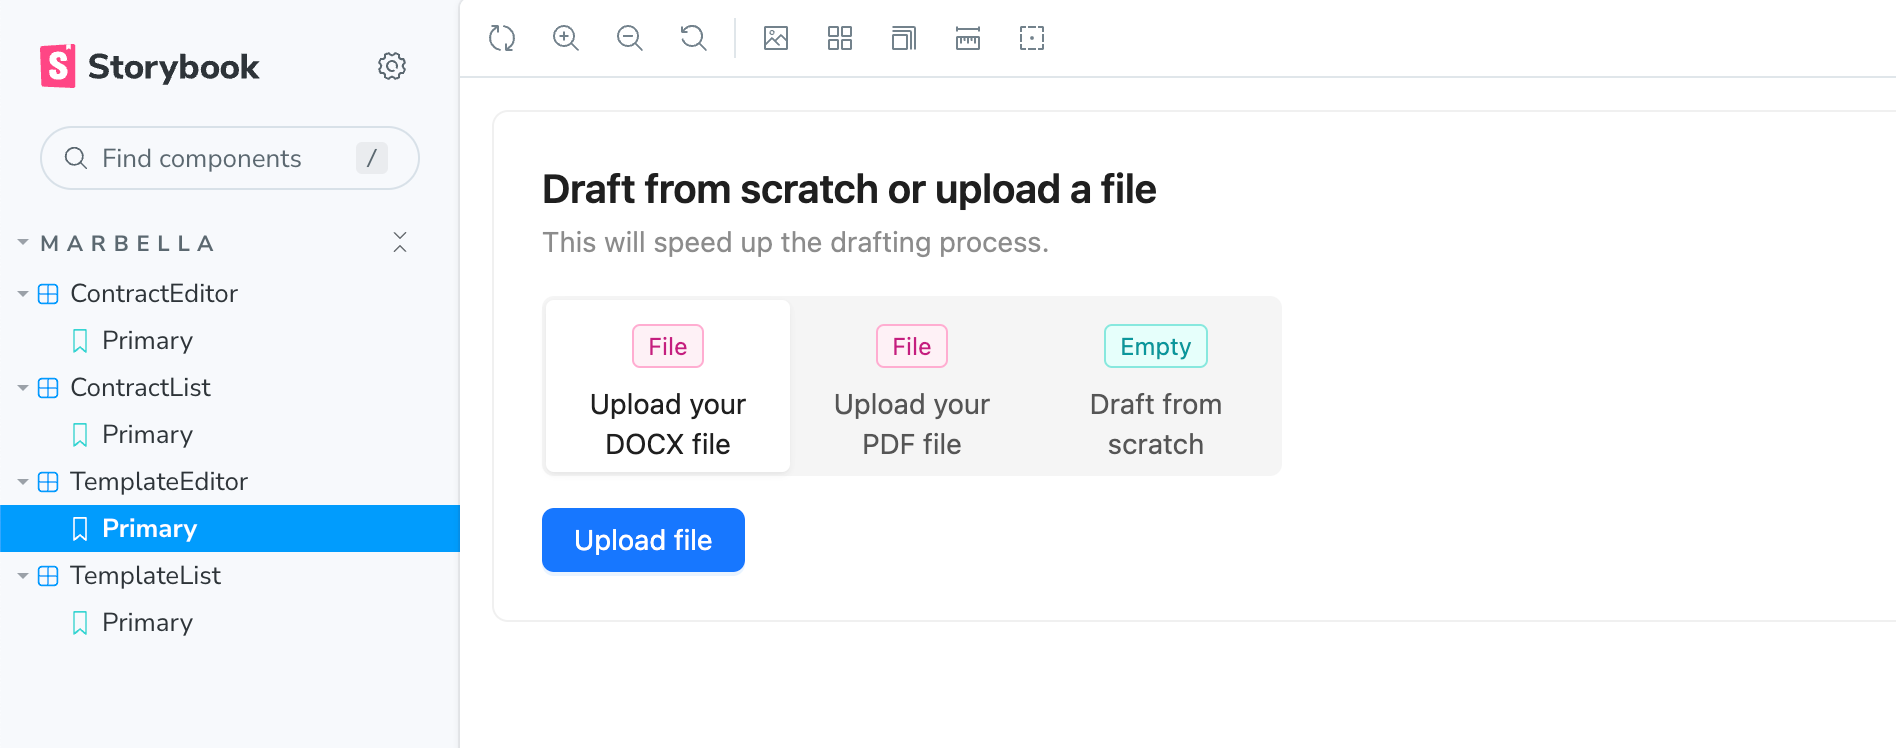 Storybook
Find components /
MARBELLA
ContractEditor
Primary
ContractList
Primary
TemplateEditor
Primary
TemplateList
Primary
Draft from scratch or upload a file
This will speed up the drafting process.
File
Upload your
DOCX file
File
Upload your
PDF file
Empty
Draft from
scratch
Upload file